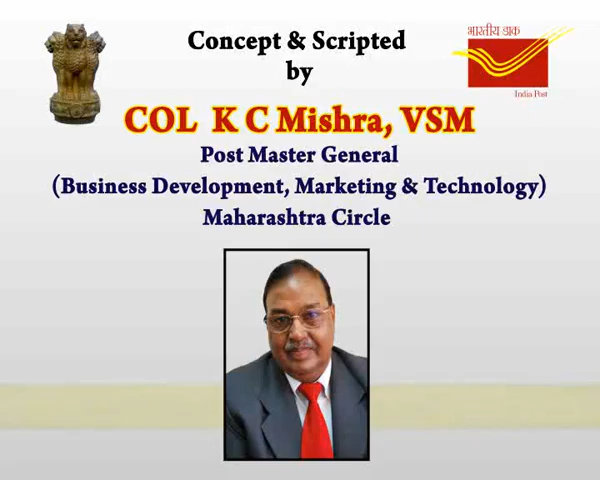 Concept & Scripted
by
भारतीय डाक
India Post
COL K C Mishra, VSM
Post Master General
(Business Development, Marketing & Technology)
Maharashtra Circle